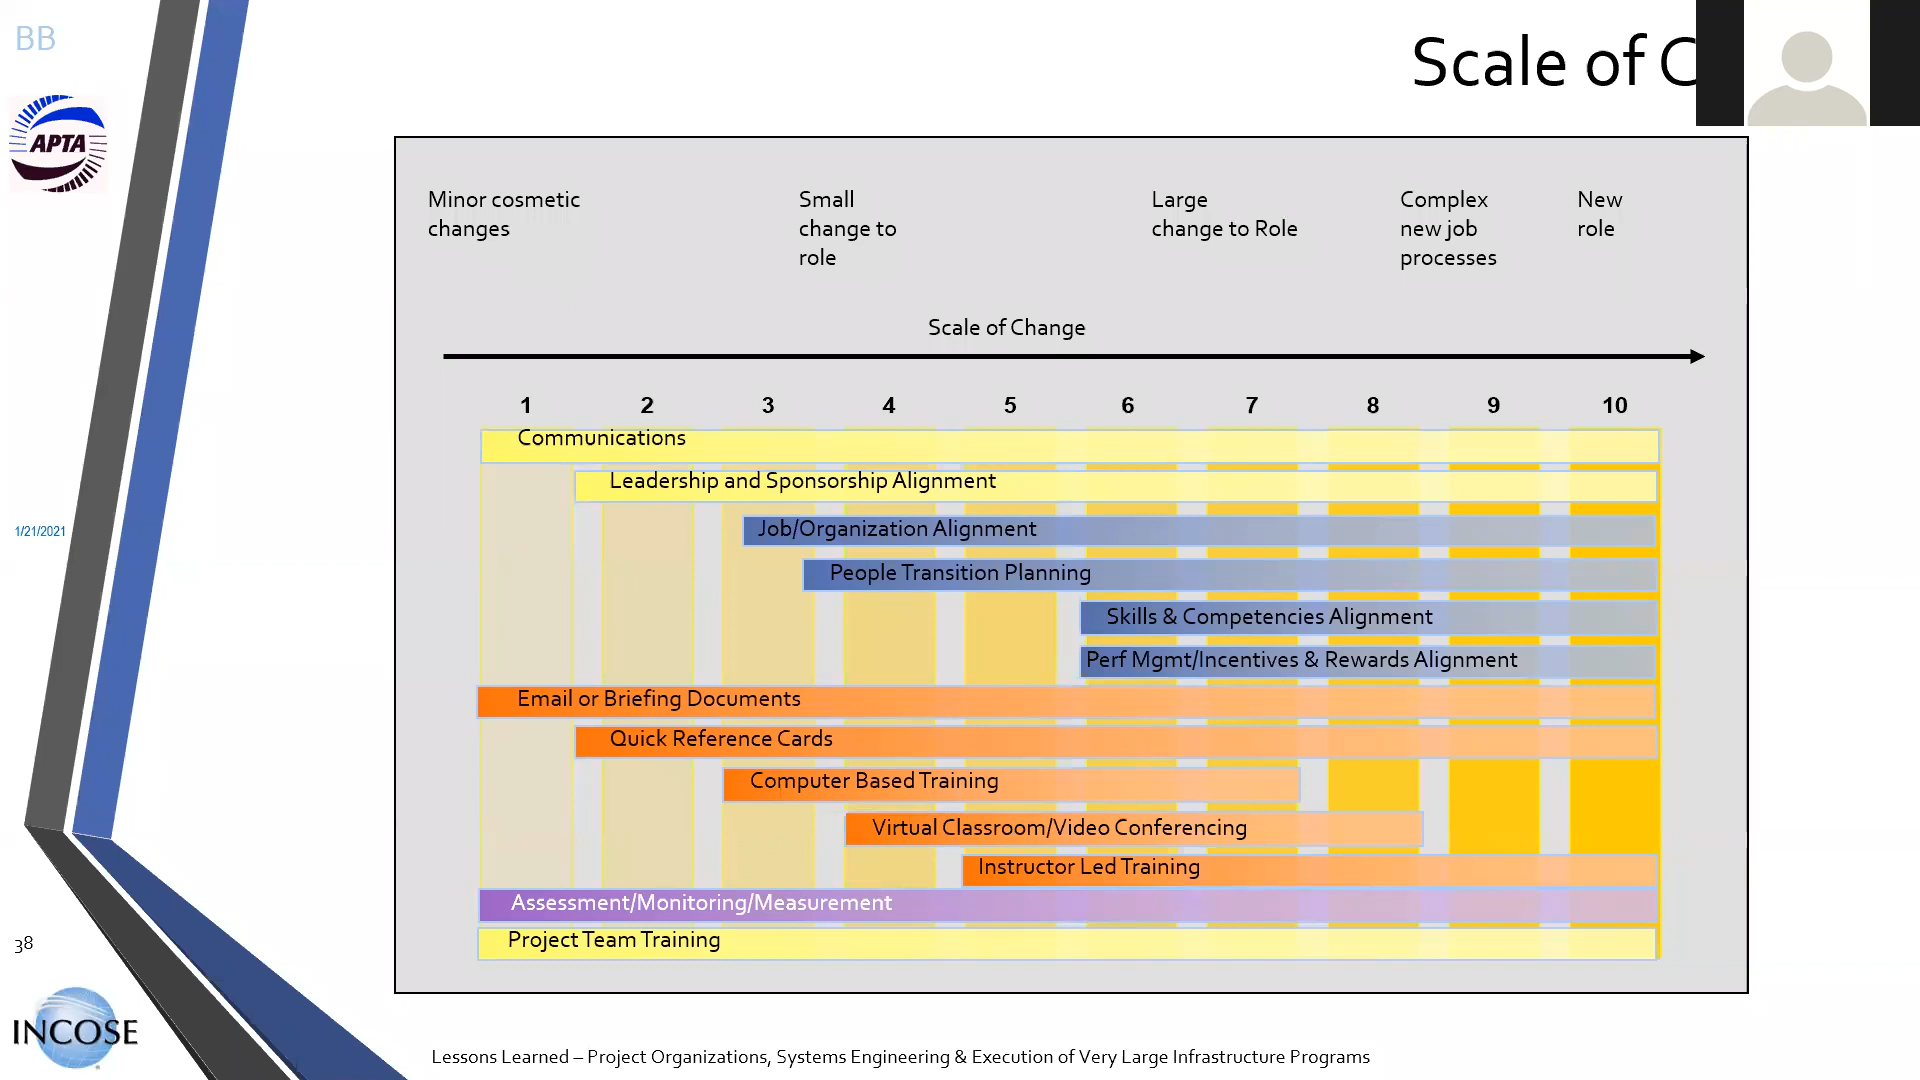 BB
Scale of C
APTA
Minor cosmetic
changes
Small
change to
role
Large
change to Role
Complex
new job
processes
New
role
Scale of Change
1 2 3 4 5 6 7 8 9 10
Communications
Leadership and Sponsorship Alignment
Job/Organization Alignment
People Transition Planning
Skills & Competencies Alignment
Perf Mgmt/Incentives & Rewards Alignment
Email or Briefing Documents
Quick Reference Cards
Computer Based Training
Virtual Classroom/Video Conferencing
Instructor Led Training
Assessment/Monitoring/Measurement
Project Team Training
1/21/2021
38
INCOSE
Lessons Learned – Project Organizations, Systems Engineering & Execution of Very Large Infrastructure Programs